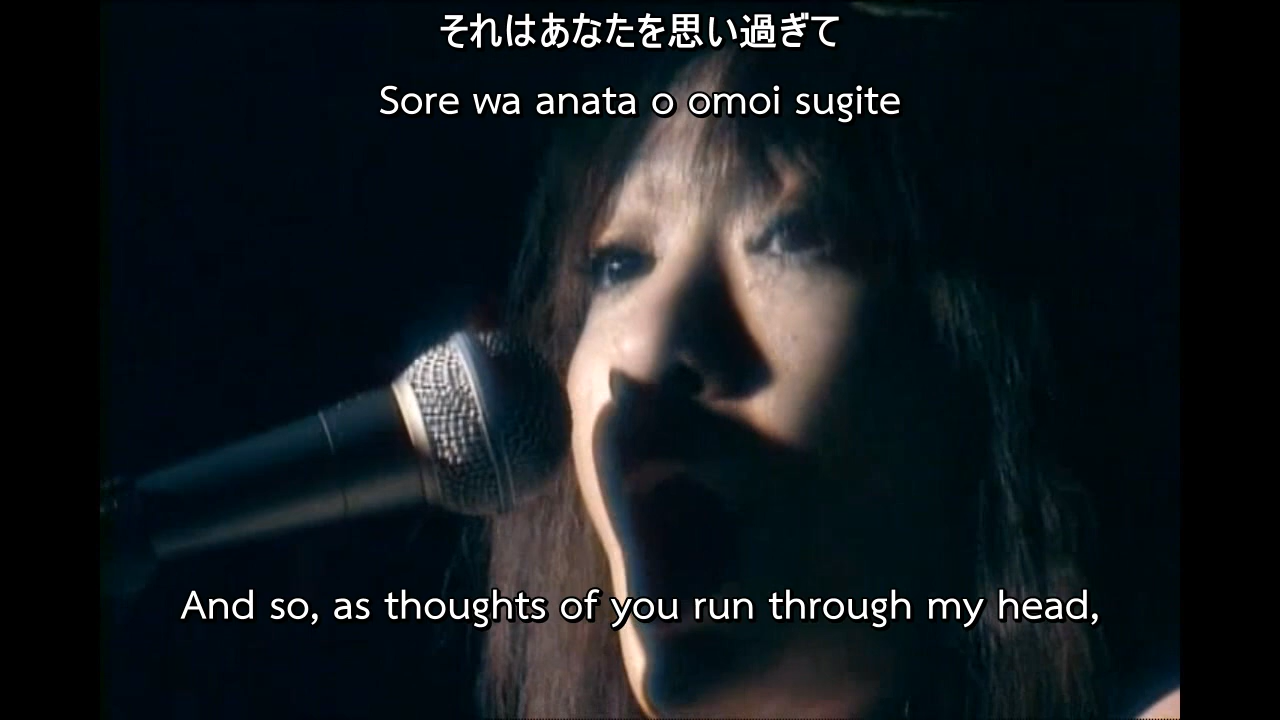 それはあなたを思い過ぎて
Sore wa anata o omoi sugite
And so, as thoughts of you run through my head,